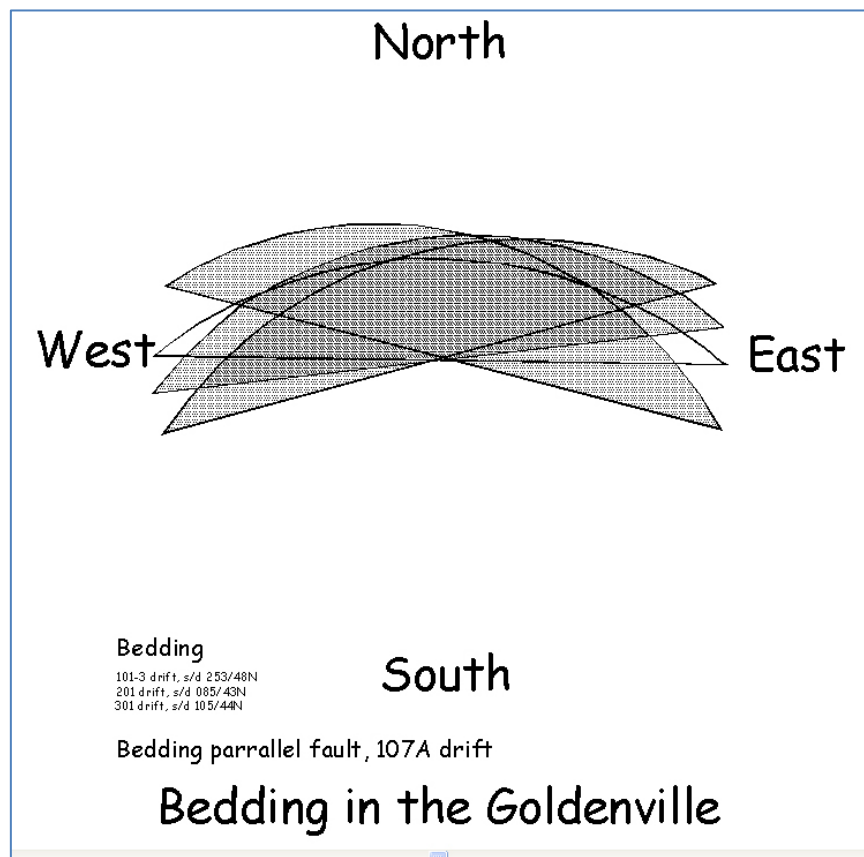 North
West
East
South
Bedding
101-3 drift, s/d 253/48N
201 drift, s/d 085/43N
301 drift, s/d 105/44N
Bedding parrallel fault, 107A drift
Bedding in the Goldenville